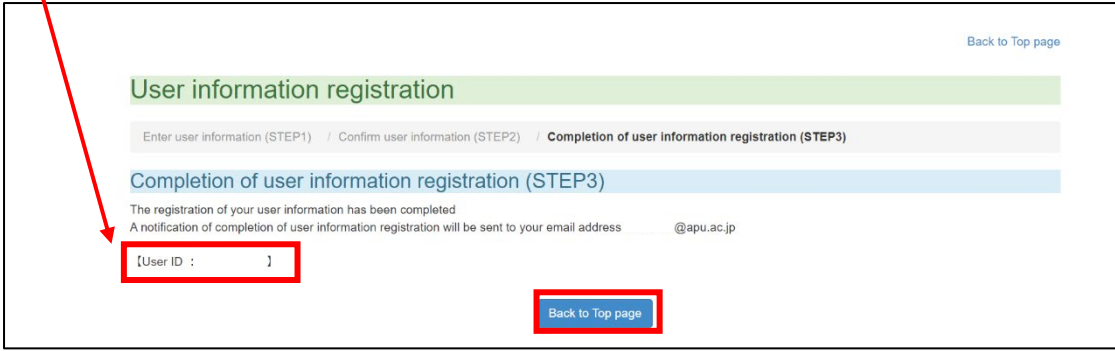 Back to Top page
User information registration
Enter user information (STEP1) / Confirm user information (STEP2) / Completion of user information registration (STEP3)
Completion of user information registration (STEP3)
The registration of your user information has been completed
A notification of completion of user information registration will be sent to your email address @apu.ac.jp
【User ID : 】
Back to Top page